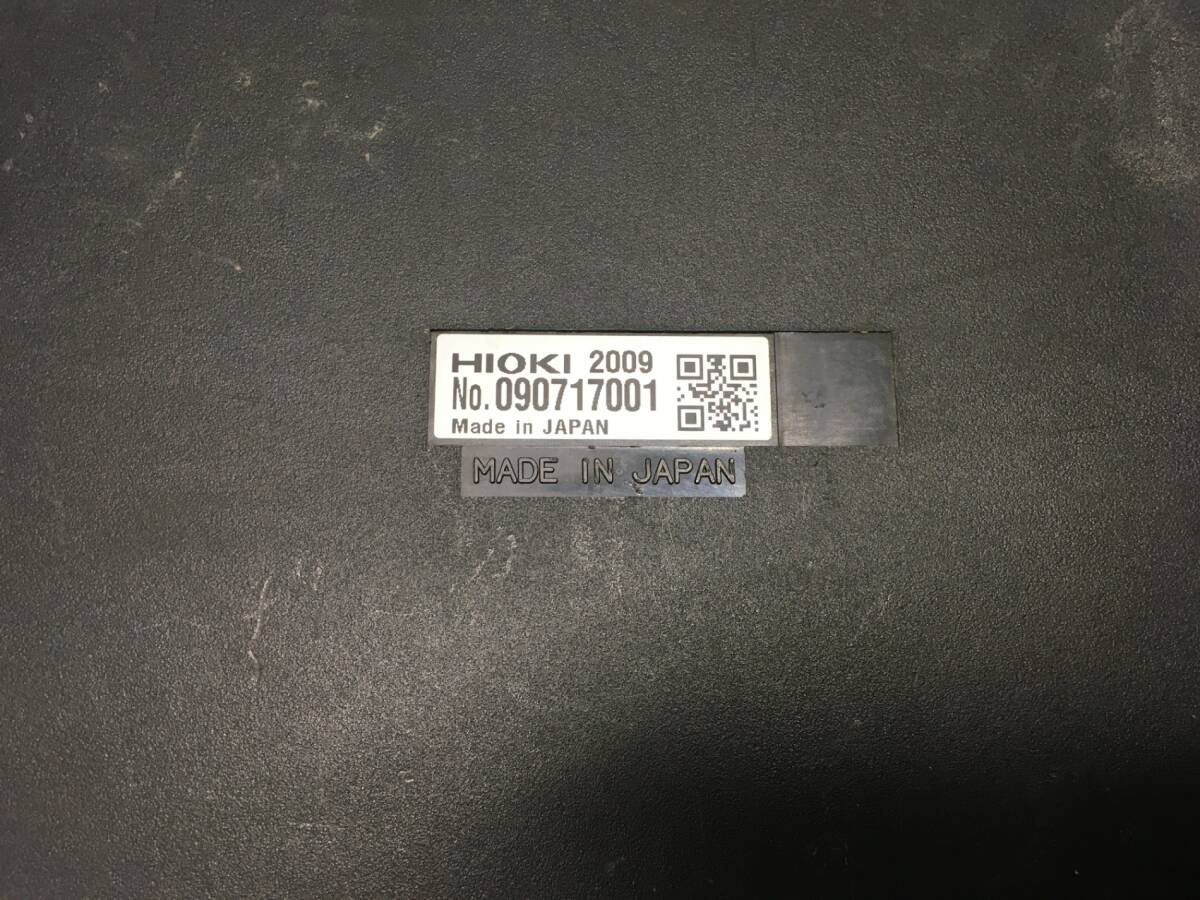 HIOKI 2009
No. 090717001
Made in JAPAN
MADE IN JAPAN